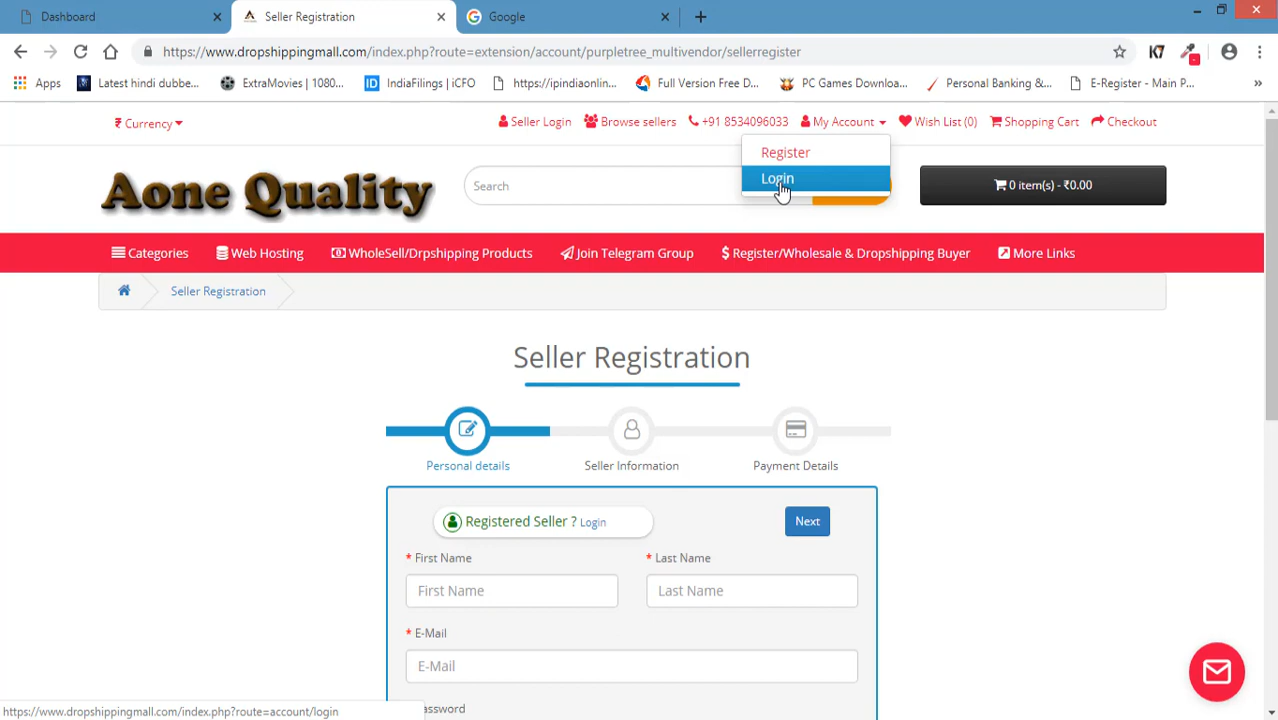 Dashboard
Seller Registration
Google
https://www.dropshippingmall.com/index.php?route=extension/account/purpletree_multivendor/sellerregister
Apps
Latest hindi dubbe...
ExtraMovies | 1080...
IndiaFilings | iCFO
https://ipindiaonlin...
Full Version Free D...
PC Games Downloa...
Personal Banking &...
E-Register - Main P...
₹ Currency
Seller Login
Browse sellers
+91 8534096033
My Account
Wish List (0)
Shopping Cart
Checkout
Register
Login
Aone Quality
Search
0 item(s) - ₹0.00
Categories
Web Hosting
WholeSell/Drpshipping Products
Join Telegram Group
Register/Wholesale & Dropshipping Buyer
More Links
Seller Registration
Seller Registration
Personal details
Seller Information
Payment Details
Registered Seller ? Login
Next
* First Name
* Last Name
First Name
Last Name
* E-Mail
E-Mail
assword
https://www.dropshippingmall.com/index.php?route=account/login